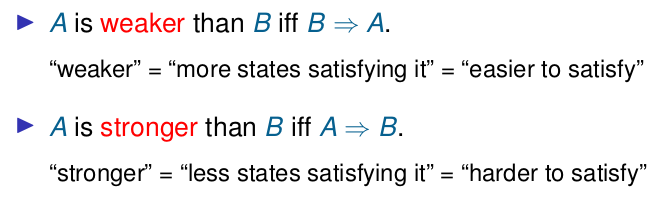 ▶ A is weaker than B iff B ⇒ A.
“weaker” = “more states satisfying it” = “easier to satisfy”
▶ A is stronger than B iff A ⇒ B.
“stronger” = “less states satisfying it” = “harder to satisfy”